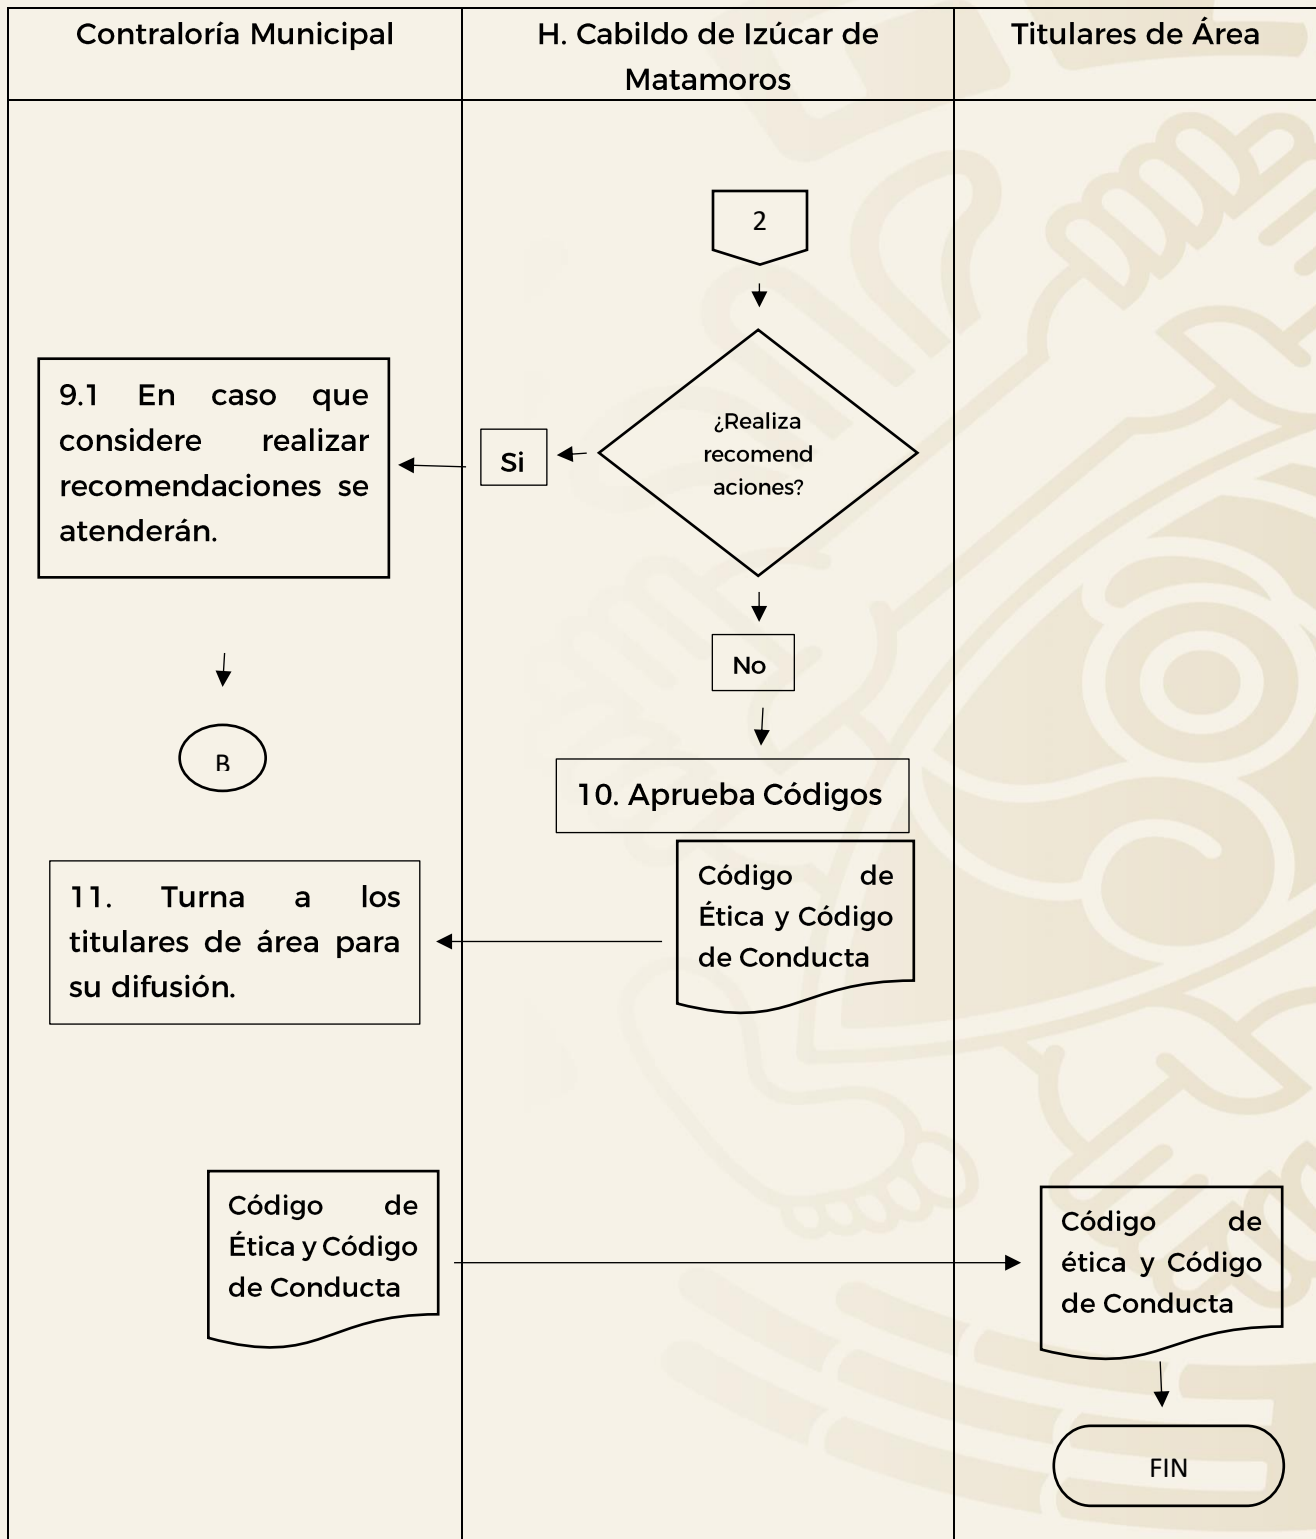 Contraloría Municipal
H. Cabildo de Izúcar de
Matamoros
Titulares de Área
2
¿Realiza
recomend
aciones?
Si
9.1 En caso que
considere realizar
recomendaciones se
atenderán.
No
B
10. Aprueba Códigos
Código de
Ética y Código
de Conducta
11. Turna a los
titulares de área para
su difusión.
Código de
Ética y Código
de Conducta
Código de
ética y Código
de Conducta
FIN